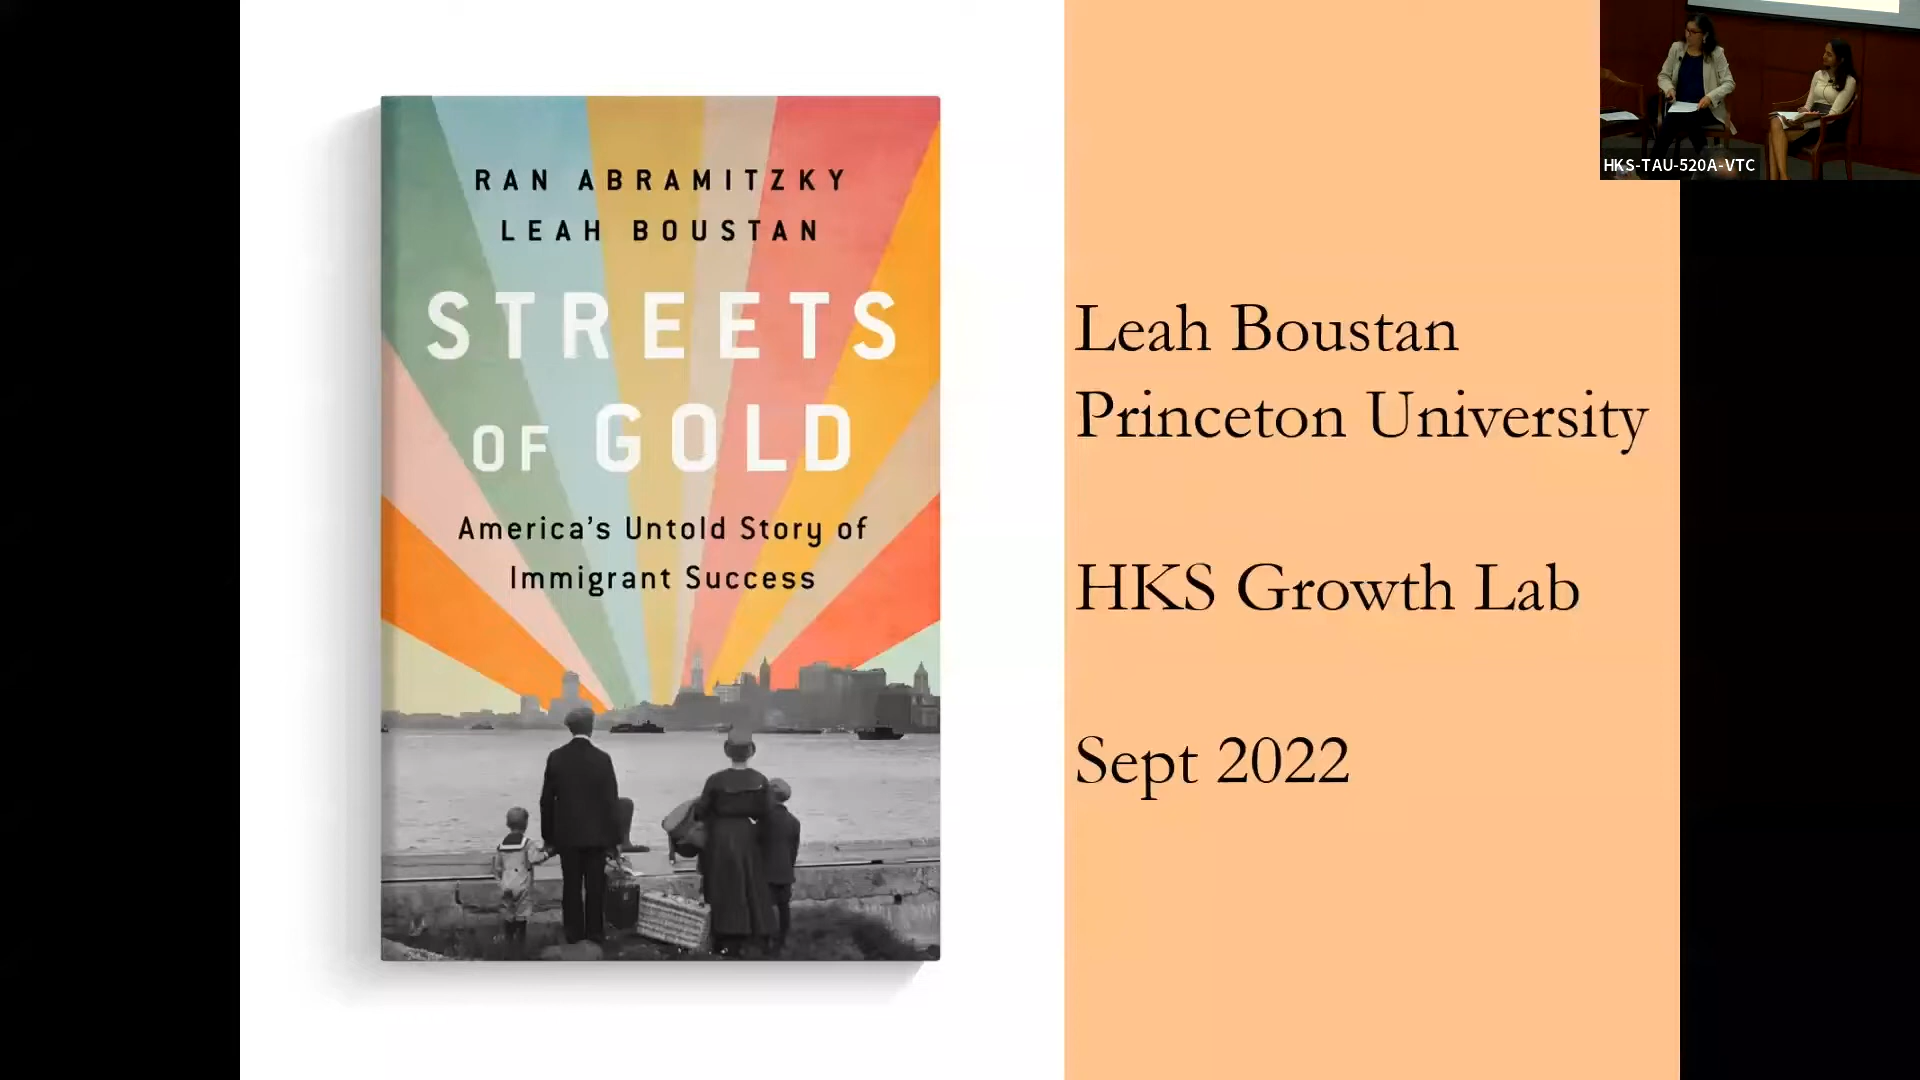 RAN ABRAMITZKY
LEAH BOUSTAN
STREETS
OF GOLD
America's Untold Story of
Immigrant Success
Leah Boustan
Princeton University
HKS Growth Lab
Sept 2022
HKS-TAU-520A-VTC